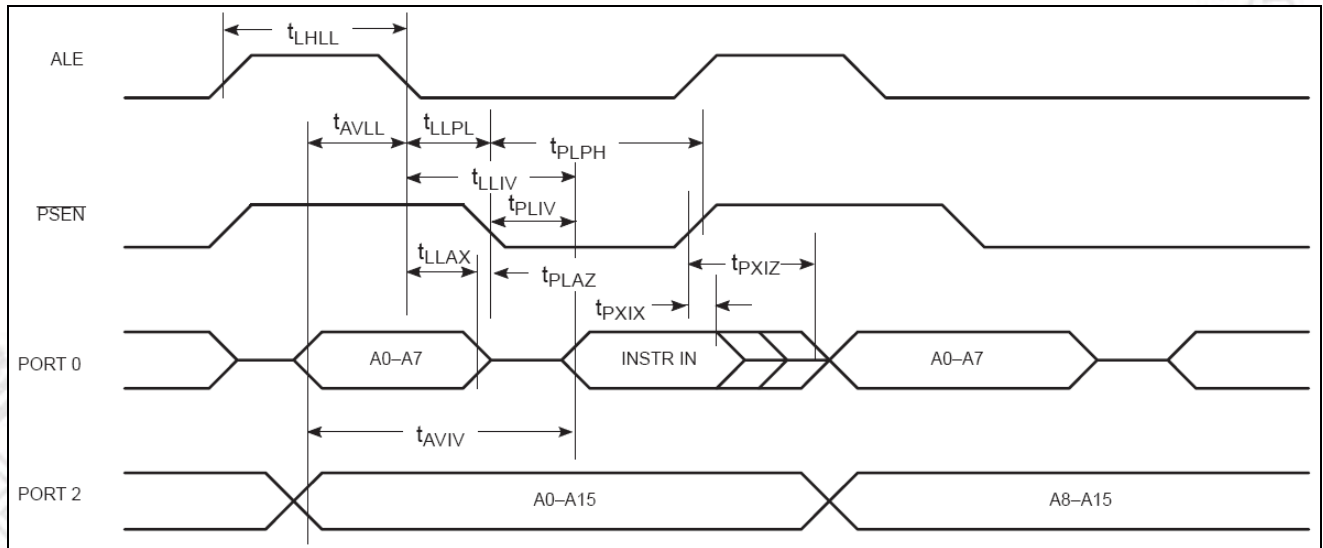 tLHLL
ALE
tAVLL tLLPL tPLPH
tLLIV
PSEN tPLIV
tLLAX tPLAZ tPXIZ
tPXIX
PORT 0 A0–A7 INSTR IN A0–A7
tAVIV
PORT 2 A0–A15 A8–A15